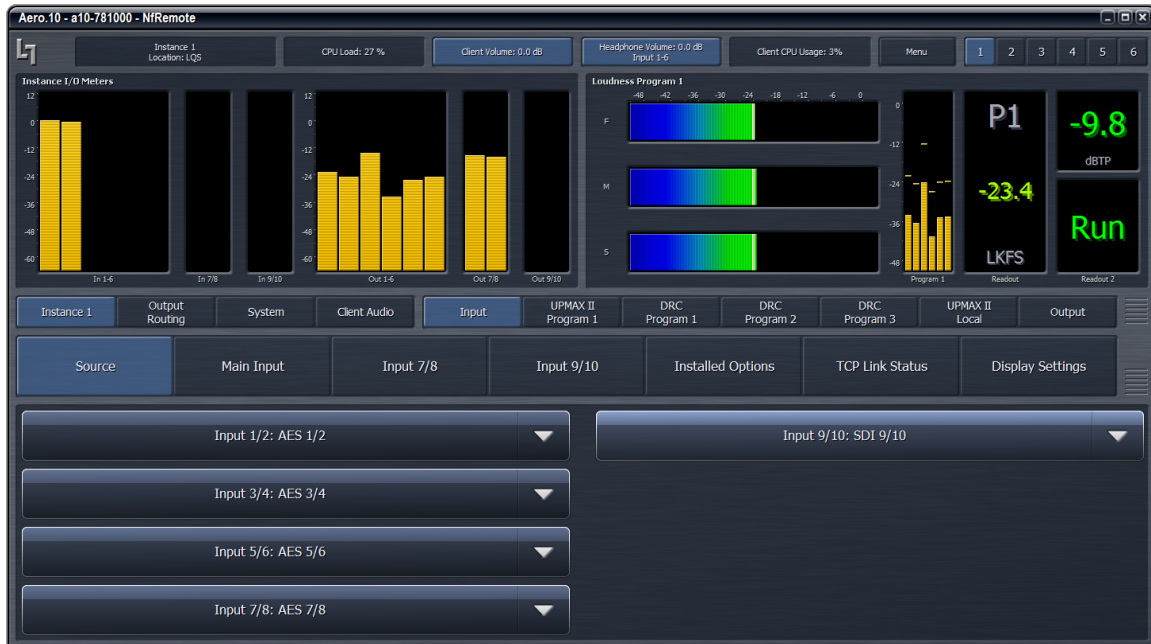 Aero.10 - a10-781000 - NfRemote
Instance 1
Location: LQS
CPU Load: 27 %
Client Volume: 0.0 dB
Headphone Volume: 0.0 dB
Input 1-6
Client CPU Usage: 3%
Menu
1 2 3 4 5 6
Instance I/O Meters
Loudness Program 1
12 12
0 0
-12 -12
-24 -24
-36 -36
-48 -48
-60 -60
In 1-6 In 7/8 In 9/10 Out 1-6 Out 7/8 Out 9/10
-48 -42 -36 -30 -24 -18 -12 -6 0
F
M
S
0
-12
-24
-36
-48
Program 1
P1
-23.4
LKFS
Readout
-9.8
dBTP
Run
Readout 2
Instance 1
Output
Routing
System
Client Audio
Input
UPMAX II
Program 1
DRC
Program 1
DRC
Program 2
DRC
Program 3
UPMAX II
Local
Output
Source
Main Input
Input 7/8
Input 9/10
Installed Options
TCP Link Status
Display Settings
Input 1/2: AES 1/2
Input 9/10: SDI 9/10
Input 3/4: AES 3/4
Input 5/6: AES 5/6
Input 7/8: AES 7/8